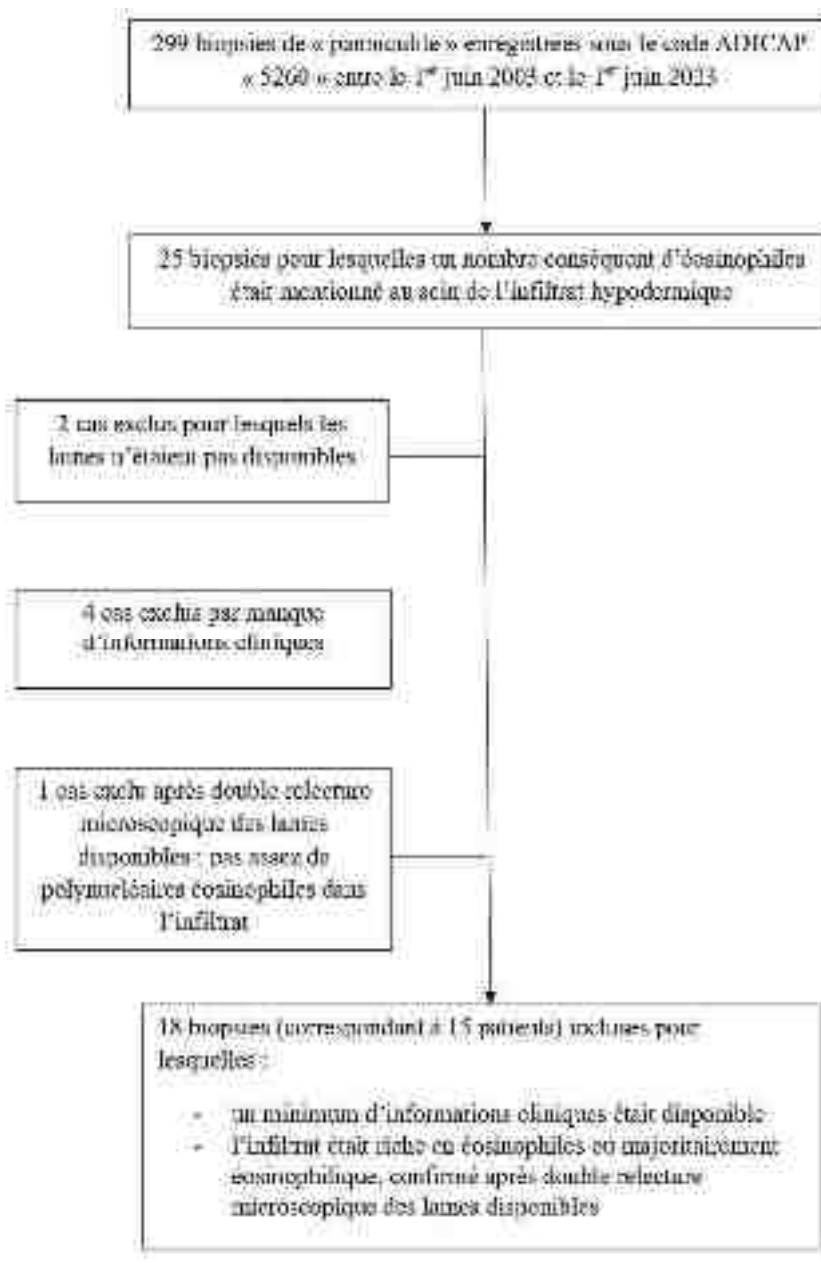 299 biopsies de « panniculite » enregistrées sous le code ADICAP
« 5260 » entre le 1er juin 2003 et le 1er juin 2023
25 biopsies pour lesquelles un nombre conséquent d'éosinophiles
était mentionné au sein de l'infiltrat hypodermique
2 cas exclus pour lesquels les
lames n'étaient pas disponibles
4 cas exclus par manque
d'informations cliniques
1 cas exclu après double relecture
microscopique des lames
disponibles : pas assez de
polynucléaires éosinophiles dans
l'infiltrat
18 biopsies (correspondant à 15 patients) incluses pour
lesquelles :
- un minimum d'informations cliniques était disponible
- l'infiltrat était riche en éosinophiles ou majoritairement
éosinophilique, confirmé après double relecture
microscopique des lames disponibles